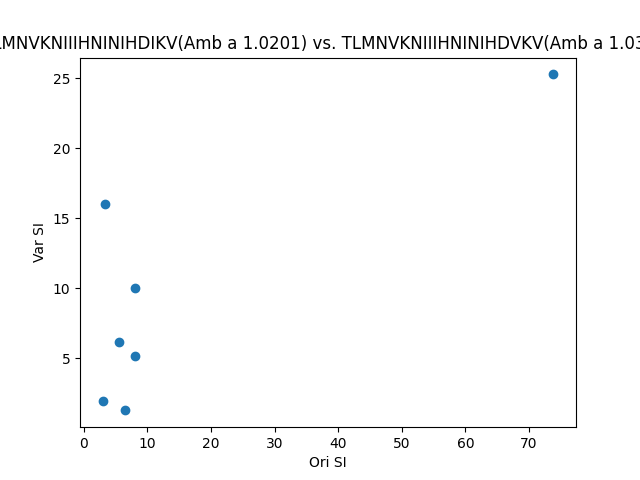 LMNVKNIIIHNINIHDIKV(Amb a 1.0201) vs. TLMNVKNIIIHNINIHDVKV(Amb a 1.03
25
20
15
10
5
Var SI
0 10 20 30 40 50 60 70
Ori SI